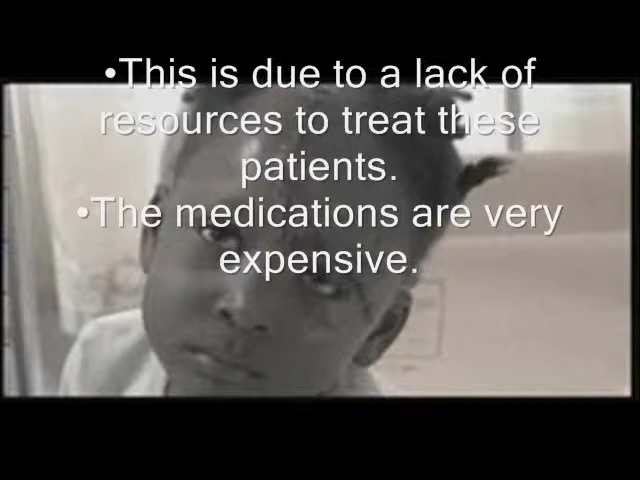 •This is due to a lack of
resources to treat these
patients.
•The medications are very
expensive.